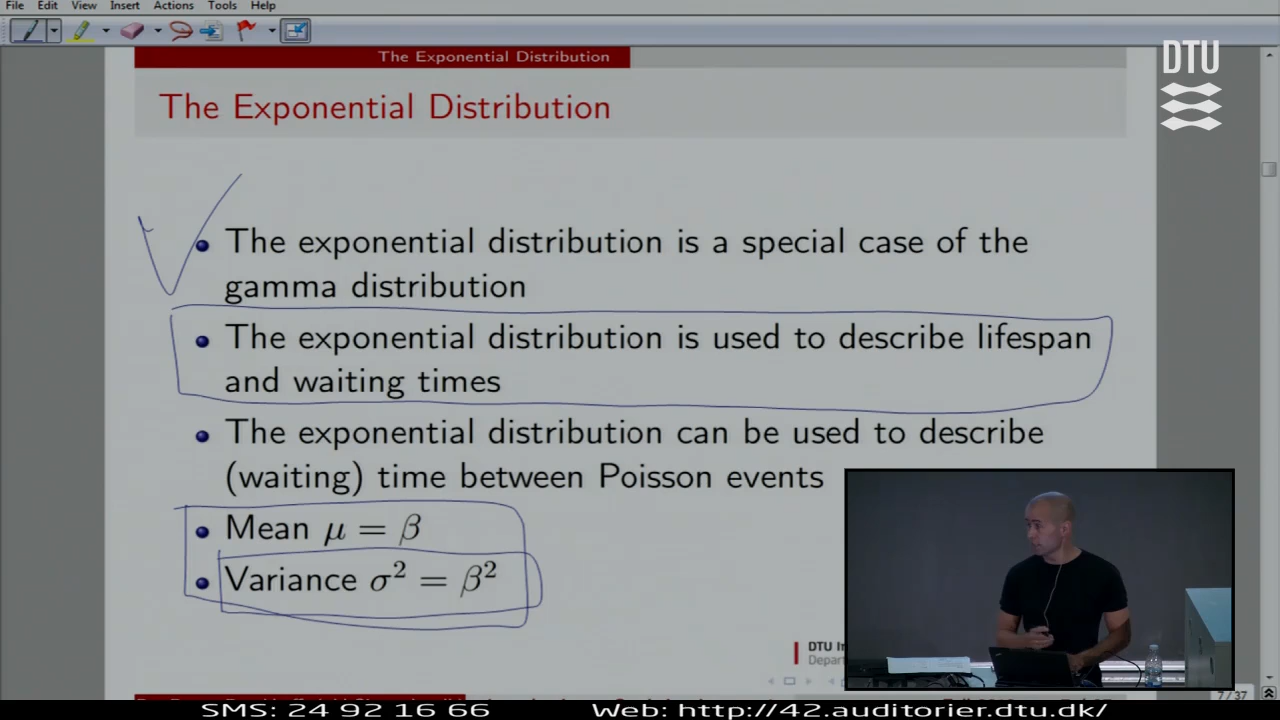 File Edit View Insert Actions Tools Help
The Exponential Distribution
DTU
The Exponential Distribution
The exponential distribution is a special case of the
gamma distribution
The exponential distribution is used to describe lifespan
and waiting times
The exponential distribution can be used to describe
(waiting) time between Poisson events
Mean μ = β
Variance σ² = β²
DTU
7/37
SMS: 24 92 16 66 Web: http://42.auditorier.dtu.dk/